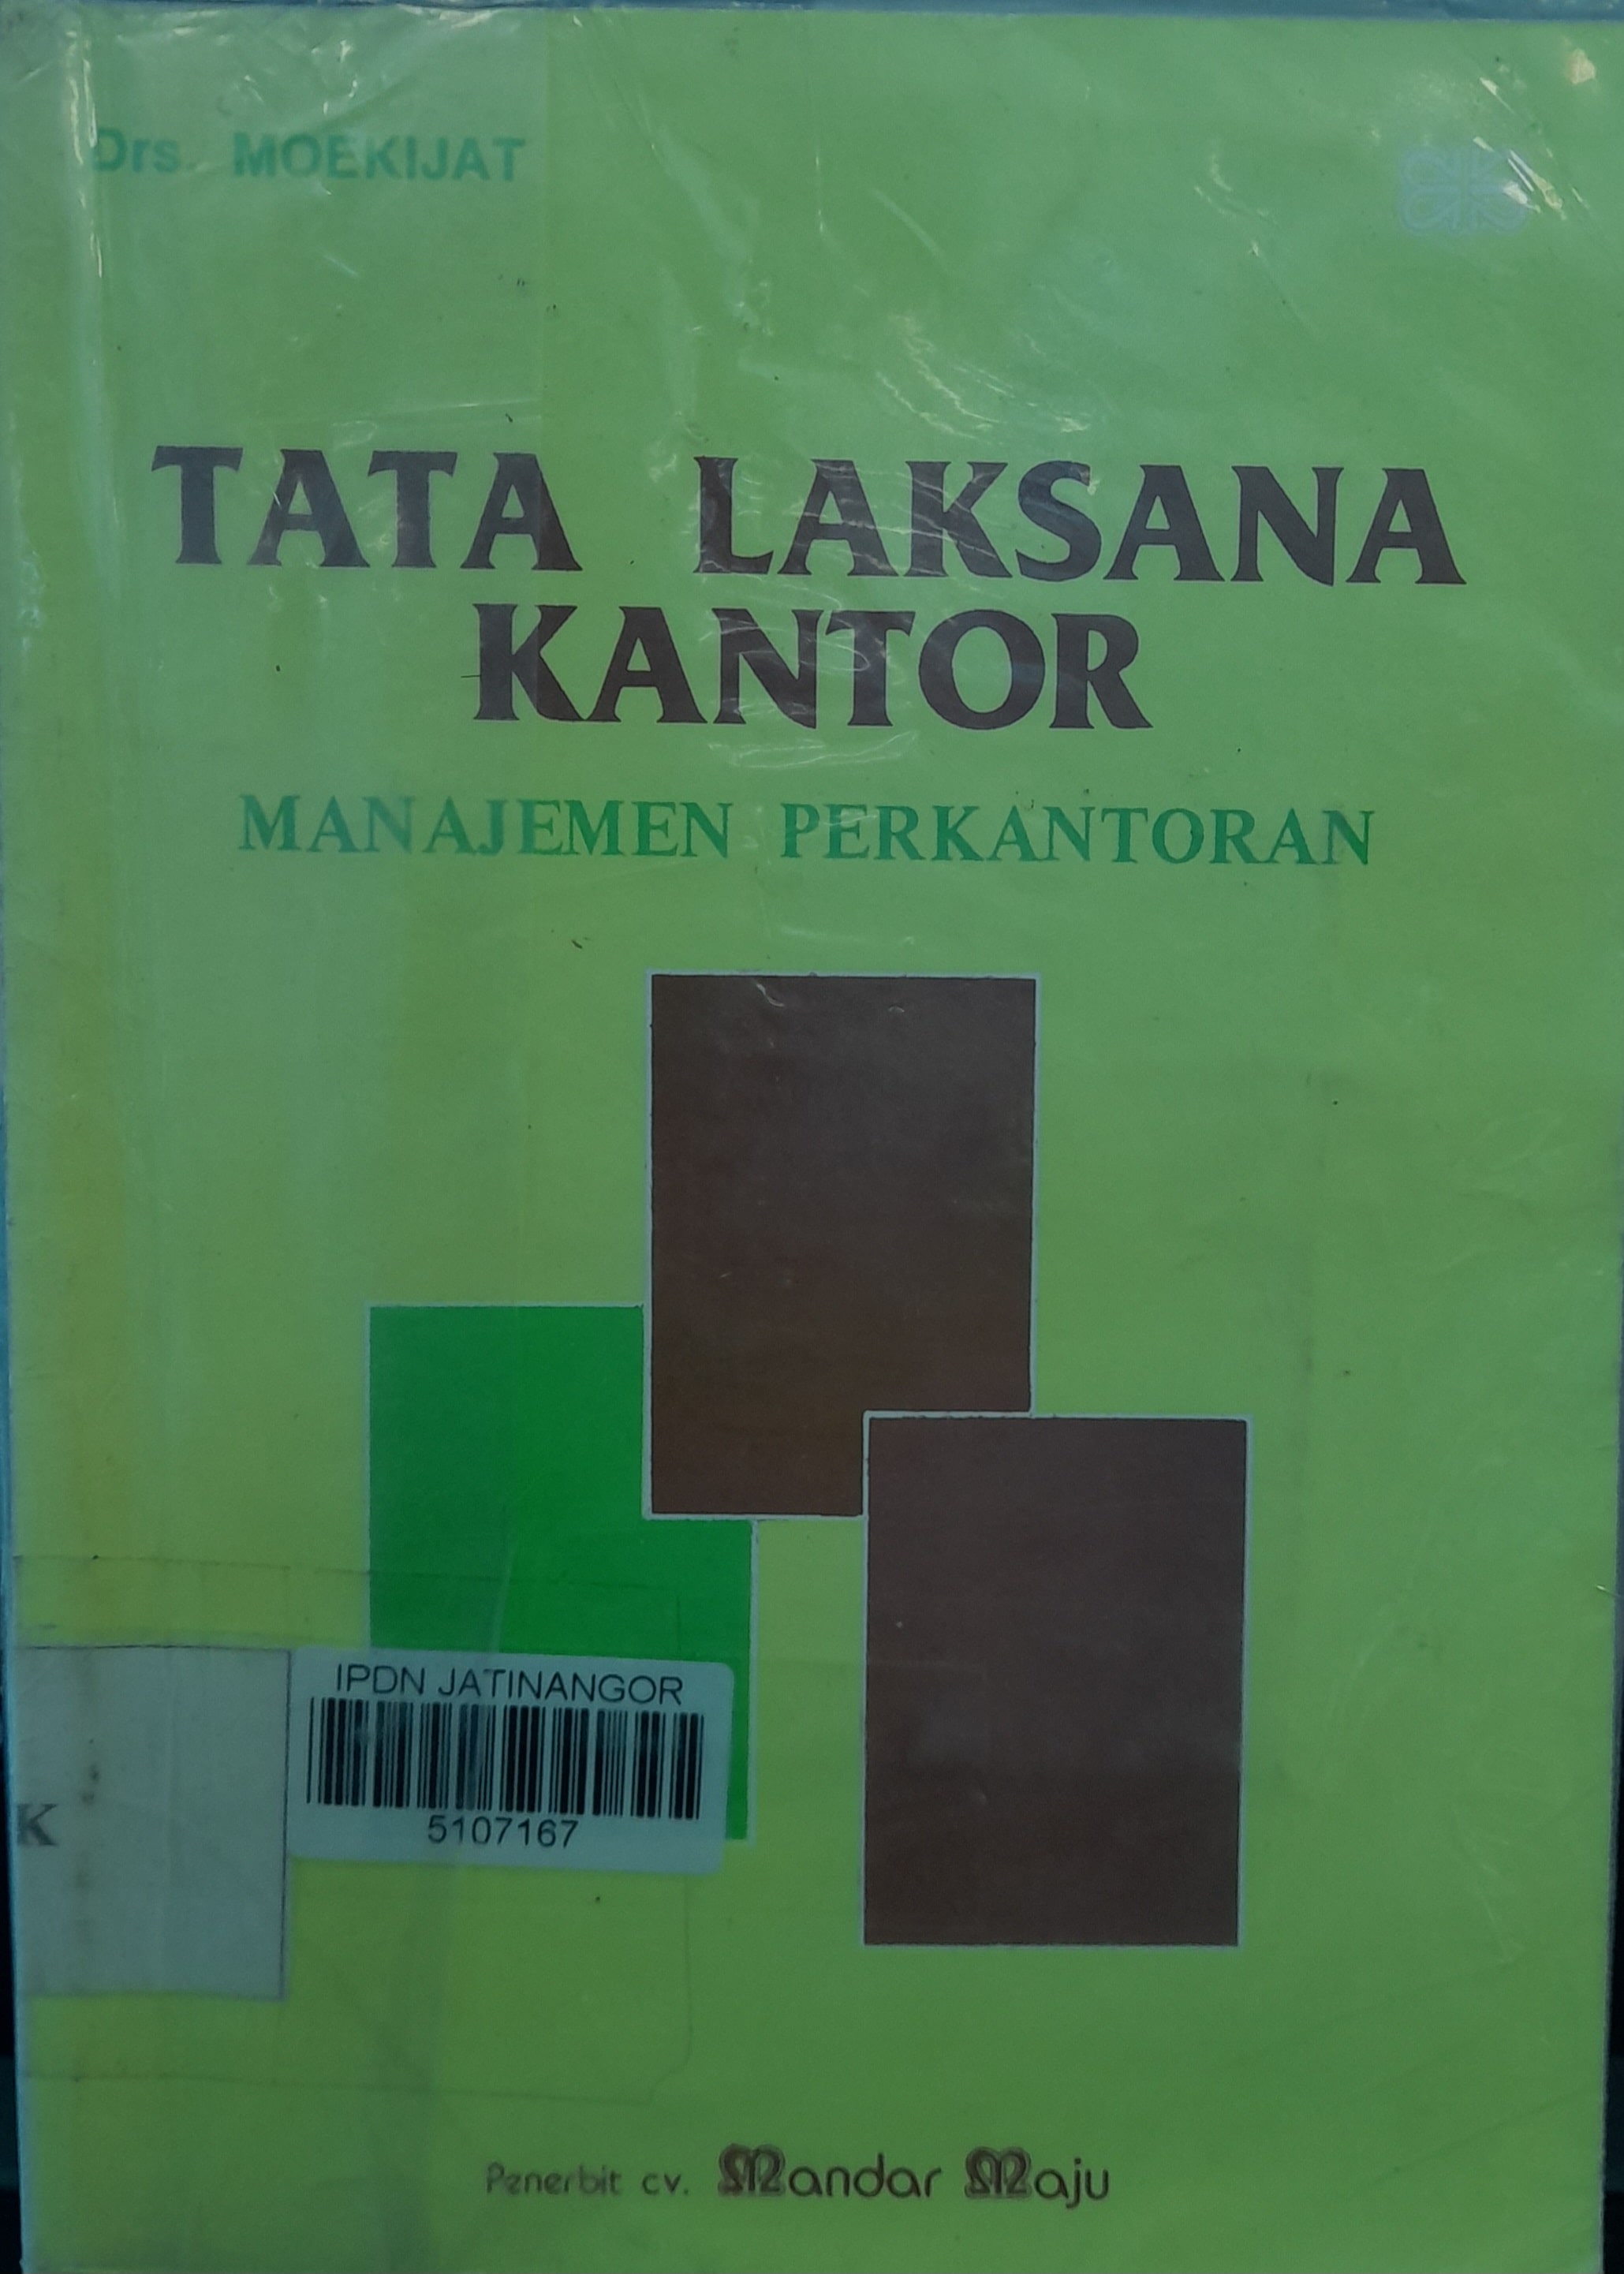 Drs. MOEKIJAT
TATA LAKSANA
KANTOR
MANAJEMEN PERKANTORAN
IPDN JATINANGOR
5107167
K
Penerbit cv. Mandar Maju